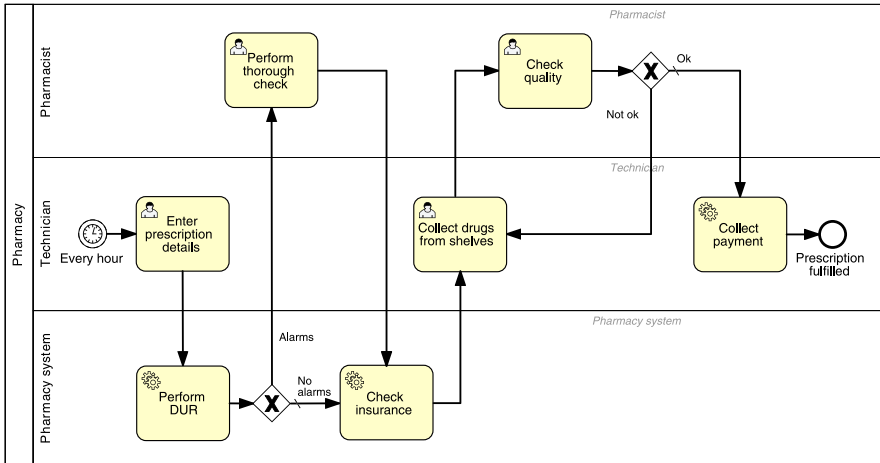 Pharmacy
Pharmacist
Pharmacist
Perform
thorough
check
Check
quality
Ok
Not ok
Technician
Technician
Every hour
Enter
prescription
details
Collect drugs
from shelves
Collect
payment
Prescription
fulfilled
Pharmacy system
Pharmacy system
Alarms
Perform
DUR
No
alarms
Check
insurance